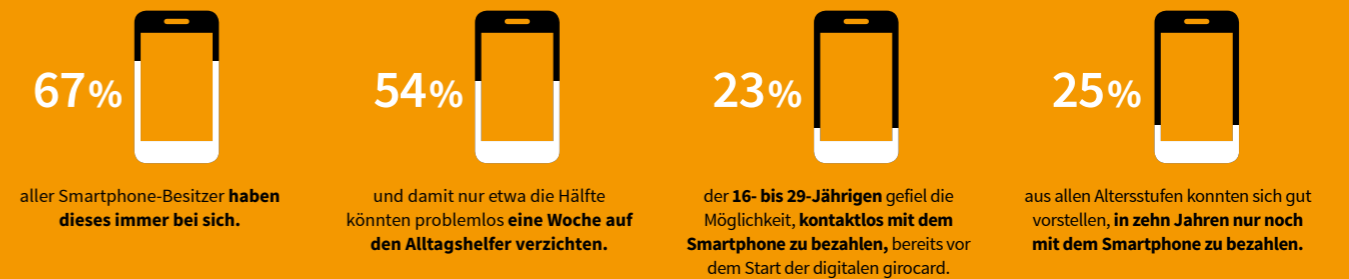 67%
aller Smartphone-Besitzer haben
dieses immer bei sich.
54%
und damit nur etwa die Hälfte
könnten problemlos eine Woche auf
den Alltagshelfer verzichten.
23%
der 16- bis 29-Jährigen gefiel die
Möglichkeit, kontaktlos mit dem
Smartphone zu bezahlen, bereits vor
dem Start der digitalen girocard.
25%
aus allen Altersstufen konnten sich gut
vorstellen, in zehn Jahren nur noch
mit dem Smartphone zu bezahlen.